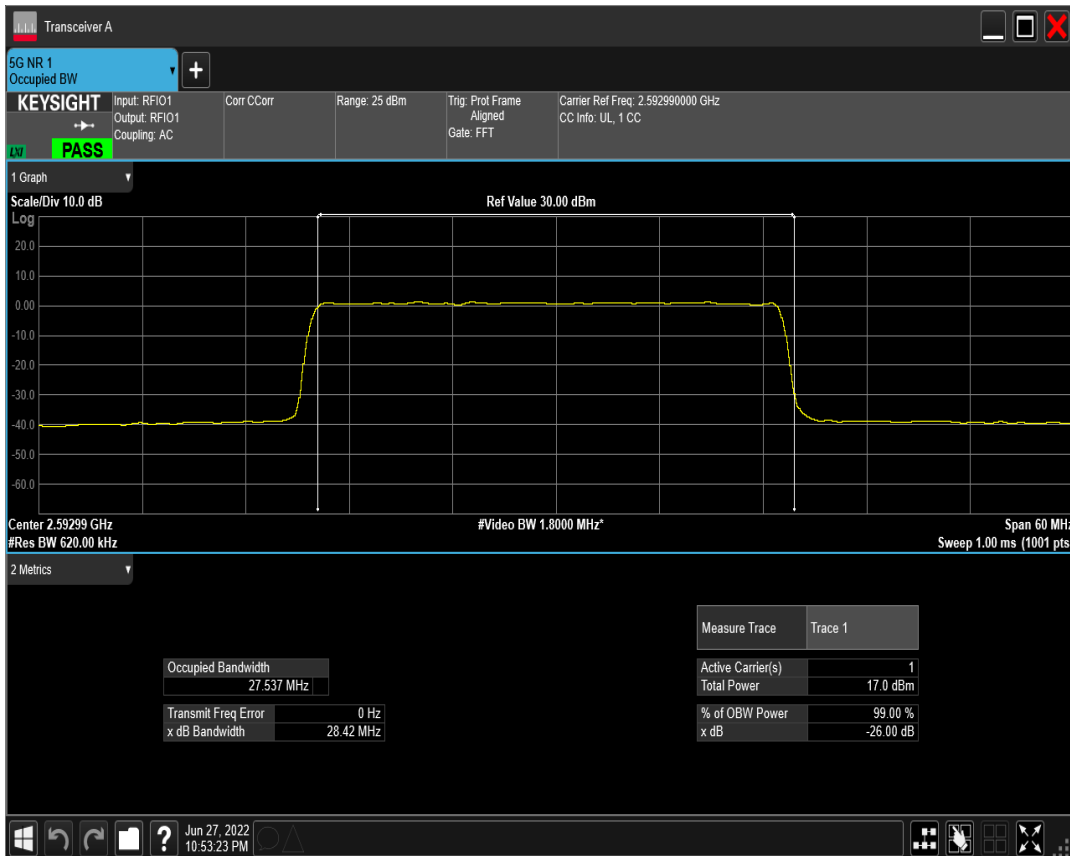 Transceiver A
5G NR 1
Occupied BW
KEYSIGHT
LXI
PASS
Input: RFIO1
Output: RFIO1
Coupling: AC
Corr CCorr
Range: 25 dBm
Trig: Prot Frame
Aligned
Gate: FFT
Carrier Ref Freq: 2.592990000 GHz
CC Info: UL, 1 CC
1 Graph
Scale/Div 10.0 dB
Ref Value 30.00 dBm
Log
20.0
10.0
0.00
-10.0
-20.0
-30.0
-40.0
-50.0
-60.0
Center 2.59299 GHz
#Video BW 1.8000 MHz*
Span 60 MHz
#Res BW 620.00 kHz
Sweep 1.00 ms (1001 pts
2 Metrics
Measure Trace Trace 1
Occupied Bandwidth
27.537 MHz
Active Carrier(s) 1
Total Power 17.0 dBm
Transmit Freq Error 0 Hz
x dB Bandwidth 28.42 MHz
% of OBW Power 99.00 %
x dB -26.00 dB
?
Jun 27, 2022
10:53:23 PM